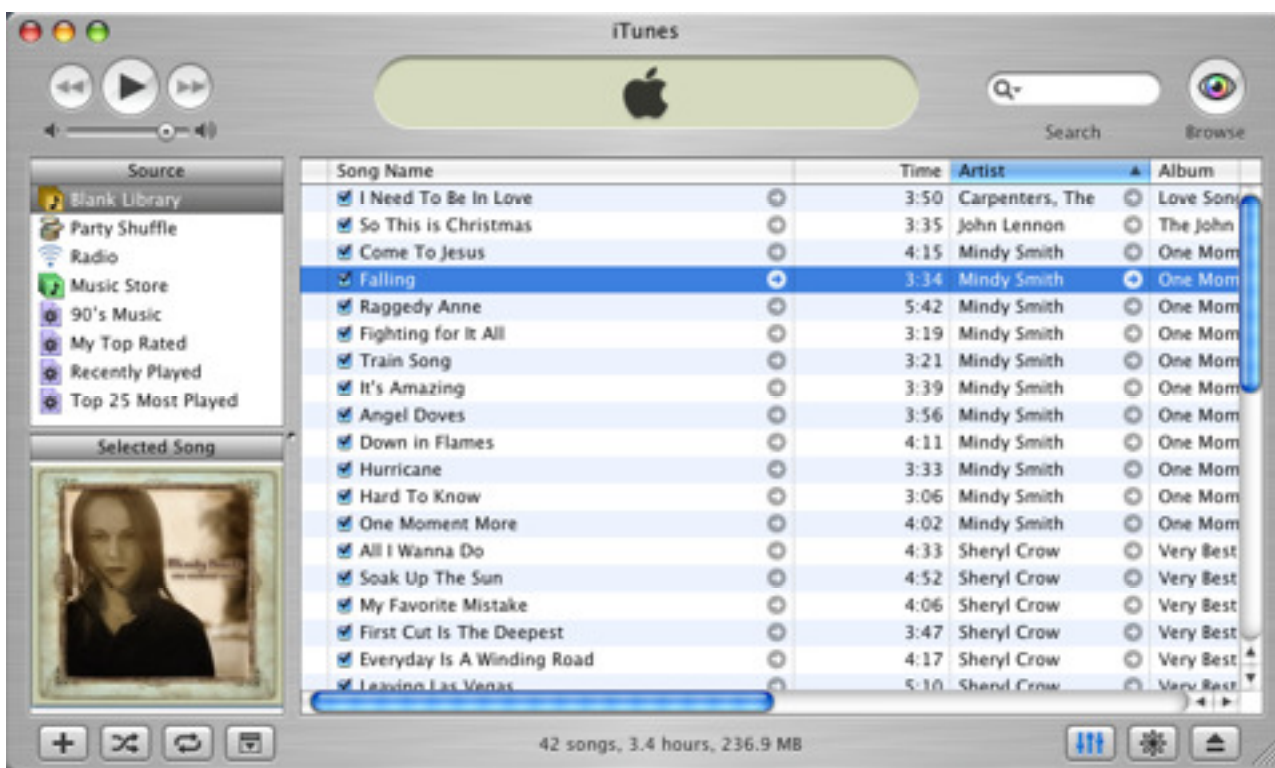 iTunes
Search
Browse
Source
Blank Library
Party Shuffle
Radio
Music Store
90's Music
My Top Rated
Recently Played
Top 25 Most Played
Selected Song
Song Name Time Artist Album
I Need To Be In Love 3:50 Carpenters, The Love Song
So This is Christmas 3:35 John Lennon The John
Come To Jesus 4:15 Mindy Smith One Mom
Falling 3:34 Mindy Smith One Mom
Raggedy Anne 5:42 Mindy Smith One Mom
Fighting for It All 3:19 Mindy Smith One Mom
Train Song 3:21 Mindy Smith One Mom
It's Amazing 3:39 Mindy Smith One Mom
Angel Doves 3:56 Mindy Smith One Mom
Down in Flames 4:11 Mindy Smith One Mom
Hurricane 3:33 Mindy Smith One Mom
Hard To Know 3:06 Mindy Smith One Mom
One Moment More 4:02 Mindy Smith One Mom
All I Wanna Do 4:33 Sheryl Crow Very Best
Soak Up The Sun 4:52 Sheryl Crow Very Best
My Favorite Mistake 4:06 Sheryl Crow Very Best
First Cut Is The Deepest 3:47 Sheryl Crow Very Best
Everyday Is A Winding Road 4:17 Sheryl Crow Very Best
Leaving Las Vegas 5:10 Sheryl Crow Very Best
42 songs, 3.4 hours, 236.9 MB